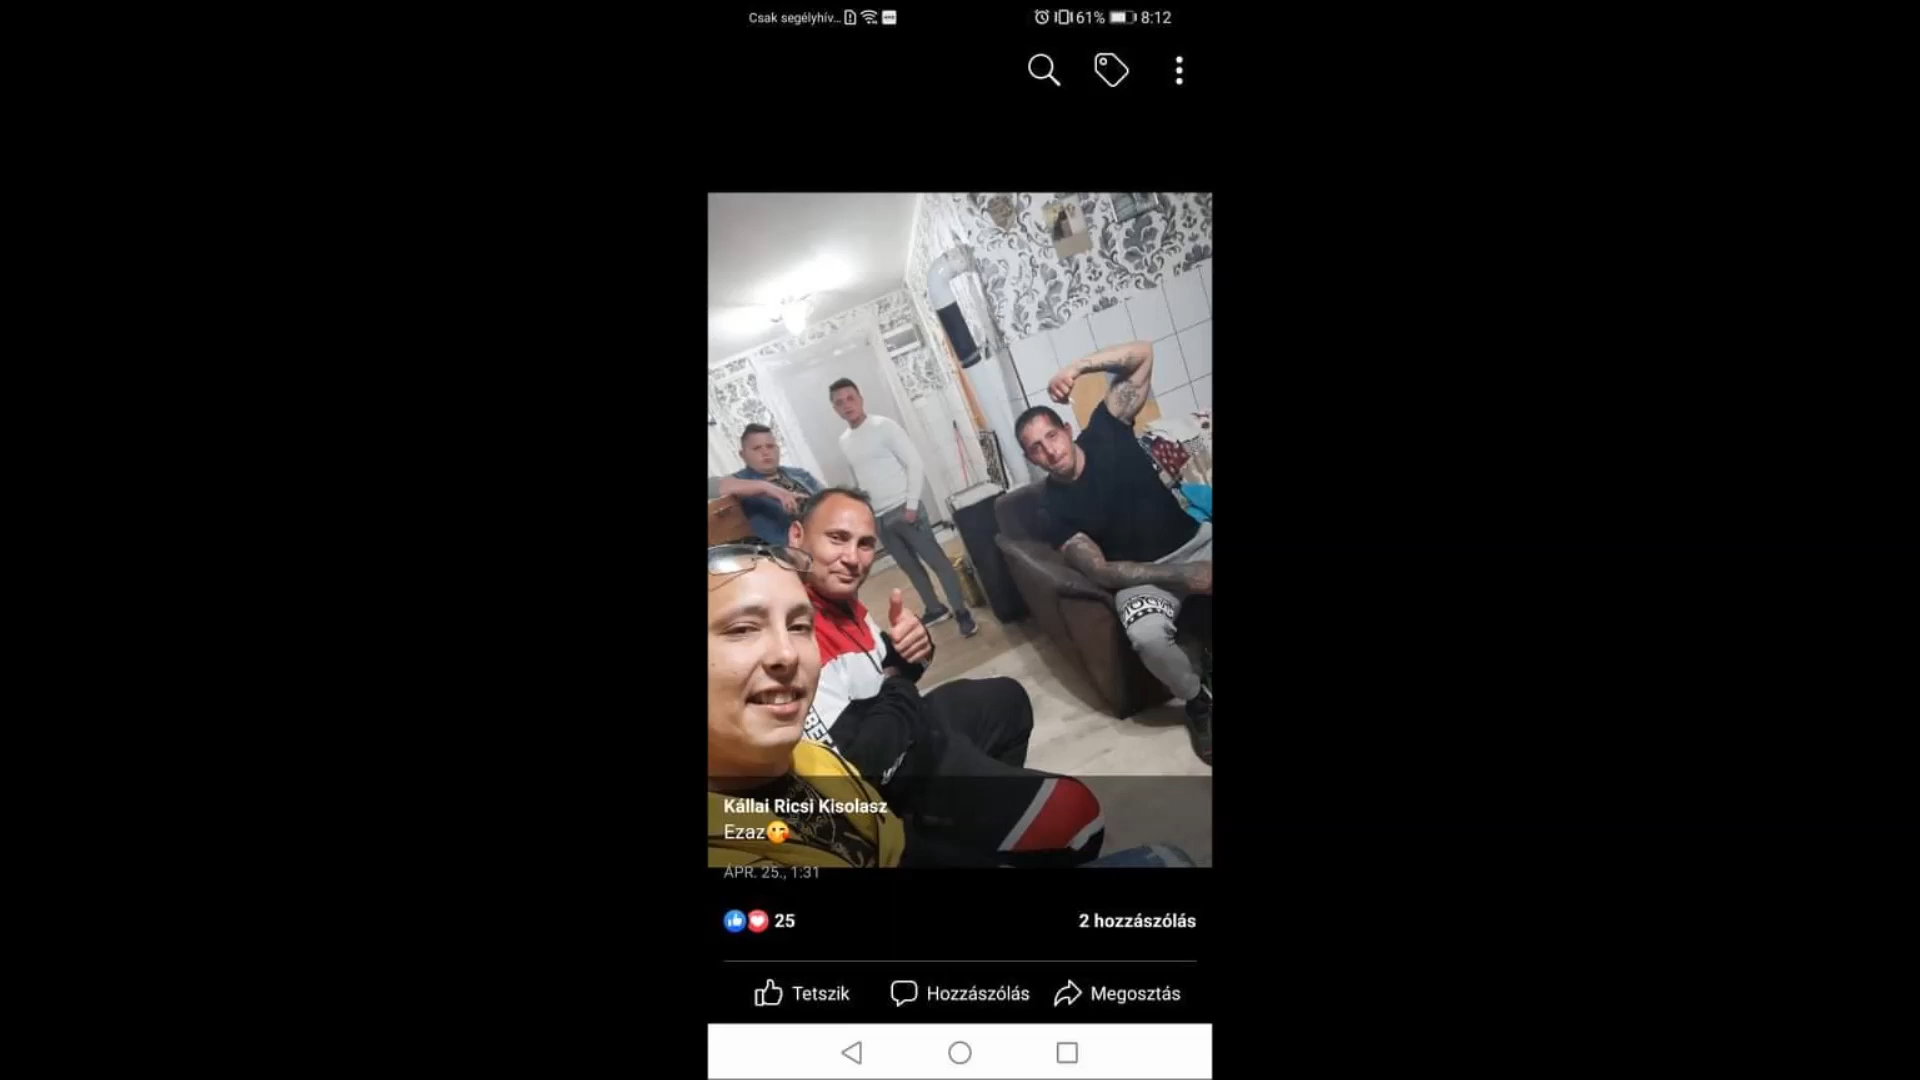 Csak segélyhív...
61% 8:12
Kállai Ricsi Kisolasz
Ezaz😘
ÁPR. 25., 1:31
25
2 hozzászólás
Tetszik
Hozzászólás
Megosztás